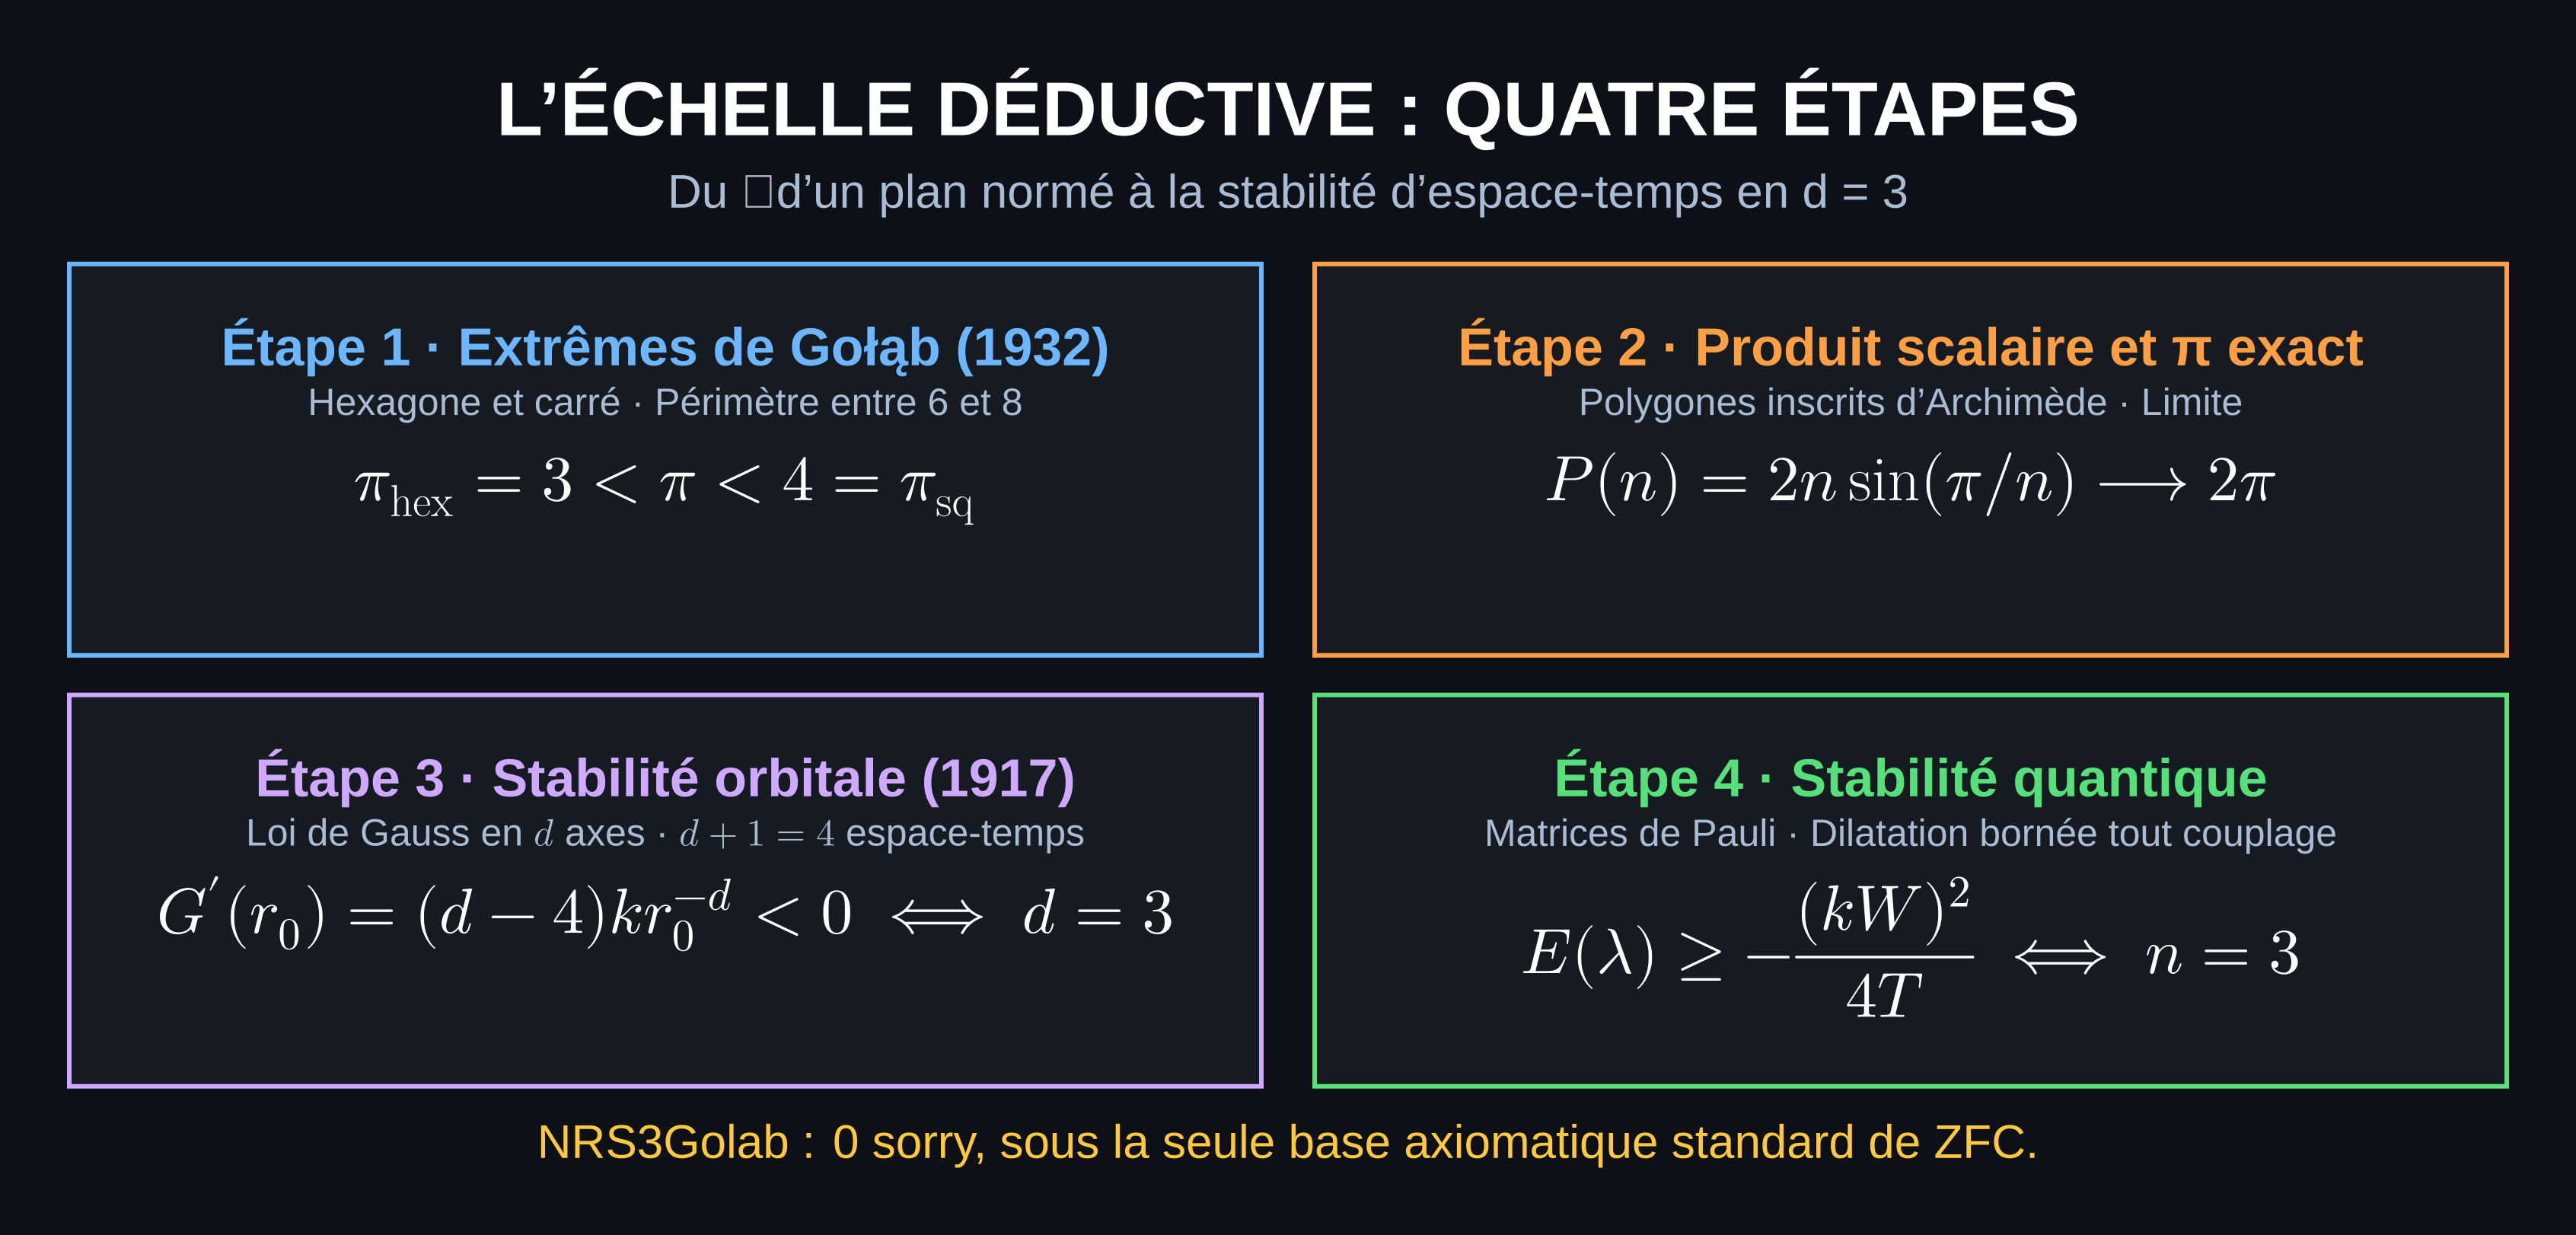 L’ÉCHELLE DÉDUCTIVE : QUATRE ÉTAPES
Du □d’un plan normé à la stabilité d’espace-temps en d = 3
Étape 1 · Extrêmes de Gołąb (1932)
Hexagone et carré · Périmètre entre 6 et 8
π_hex = 3 < π < 4 = π_sq
Étape 2 · Produit scalaire et π exact
Polygones inscrits d’Archimède · Limite
P(n) = 2n sin(π/n) ⟶ 2π
Étape 3 · Stabilité orbitale (1917)
Loi de Gauss en d axes · d + 1 = 4 espace-temps
G′(r₀) = (d − 4)kr₀^{−d} < 0 ⟺ d = 3
Étape 4 · Stabilité quantique
Matrices de Pauli · Dilatation bornée tout couplage
E(λ) ≥ −(kW)²/4T ⟺ n = 3
NRS3Golab : 0 sorry, sous la seule base axiomatique standard de ZFC.